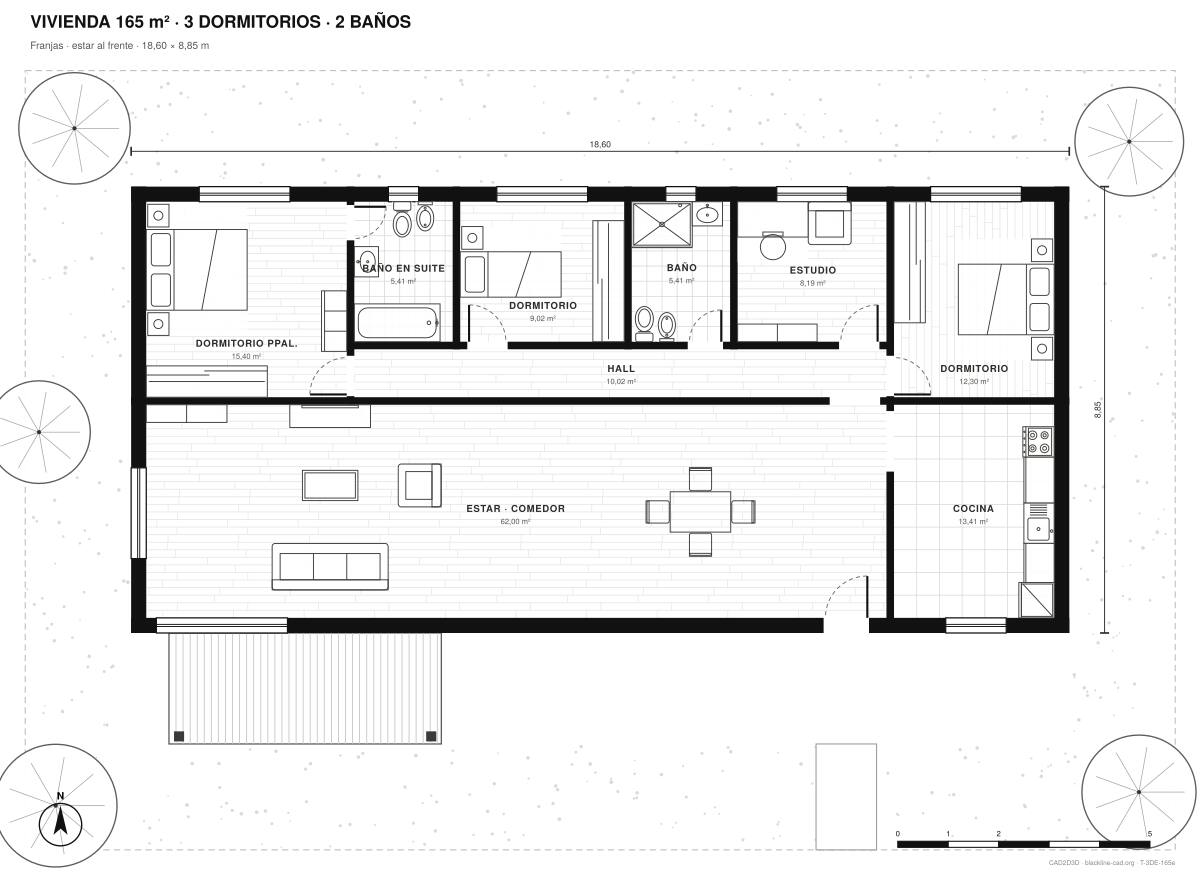 VIVIENDA 165 m² · 3 DORMITORIOS · 2 BAÑOS
Franjas · estar al frente · 18,60 × 8,85 m
18,60
BAÑO EN SUITE
5,41 m²
BAÑO
5,41 m²
ESTUDIO
8,19 m²
DORMITORIO
9,02 m²
DORMITORIO PPAL.
15,40 m²
HALL
10,02 m²
DORMITORIO
12,30 m²
8,85
ESTAR · COMEDOR
62,00 m²
COCINA
13,41 m²
N
0 1 2 5
CAD2D3D · blackline-cad.org · T-3DE-165e